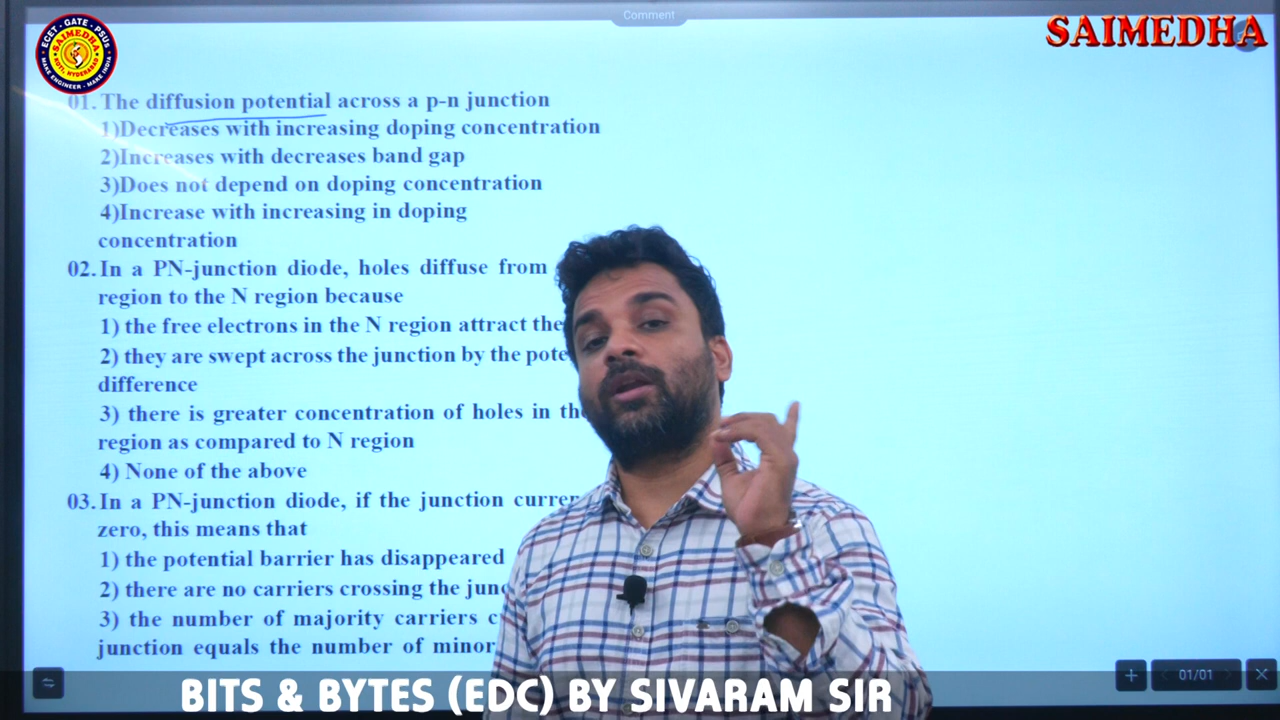 Comment
SAIMEDHA
ECET - GATE - PSUs
SAIMEDHA
KOTI, HYDERABAD
MAKE ENGINEER - MAKE INDIA
01. The diffusion potential across a p-n junction
1)Decreases with increasing doping concentration
2)Increases with decreases band gap
3)Does not depend on doping concentration
4)Increase with increasing in doping
concentration
02. In a PN-junction diode, holes diffuse from
region to the N region because
1) the free electrons in the N region attract the
2) they are swept across the junction by the pote
difference
3) there is greater concentration of holes in the
region as compared to N region
4) None of the above
03. In a PN-junction diode, if the junction curren
zero, this means that
1) the potential barrier has disappeared
2) there are no carriers crossing the junc
3) the number of majority carriers c
junction equals the number of minor
01/01
BITS & BYTES (EDC) BY SIVARAM SIR